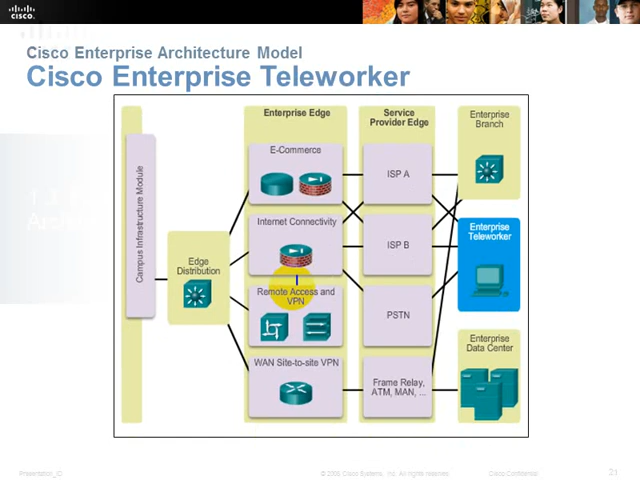 CISCO
Cisco Enterprise Architecture Model
Cisco Enterprise Teleworker
Enterprise Edge
Service
Provider Edge
Enterprise
Branch
E-Commerce
ISP A
Campus Infrastructure Module
Internet Connectivity
ISP B
Enterprise
Teleworker
Edge
Distribution
Remote Access and
VPN
PSTN
Enterprise
Data Center
WAN Site-to-site VPN
Frame Relay,
ATM, MAN, ...
Presentation_ID
© 2008 Cisco Systems, Inc. All rights reserved.
Cisco Confidential